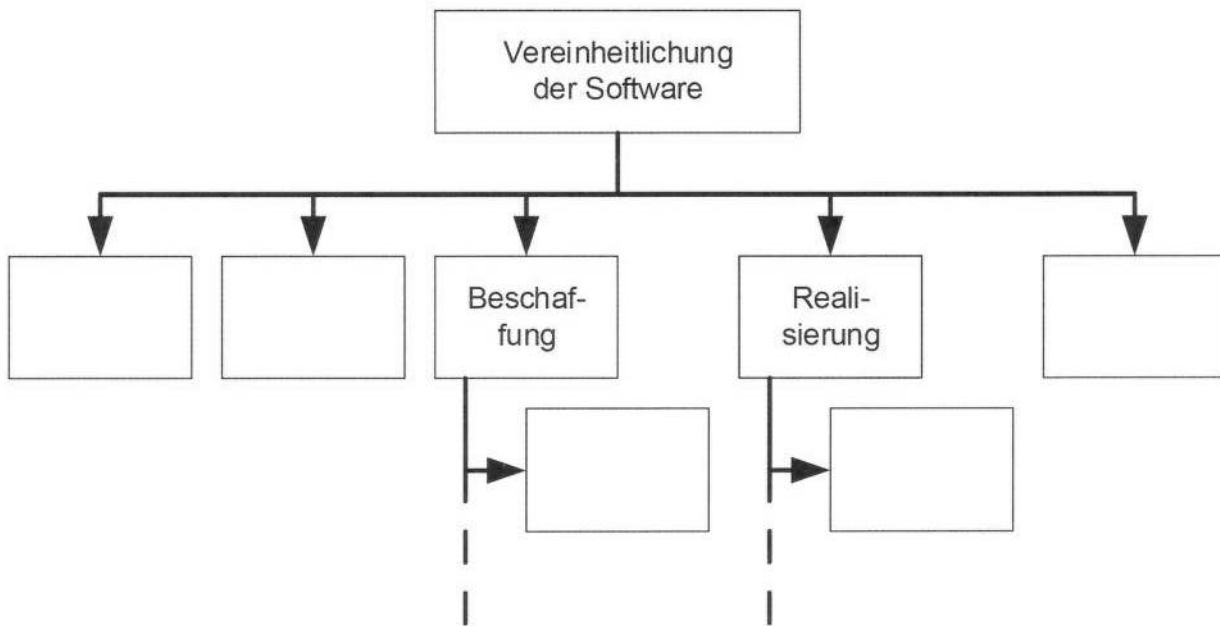 Vereinheitlichung
der Software
Beschaf-
fung
Reali-
sierung